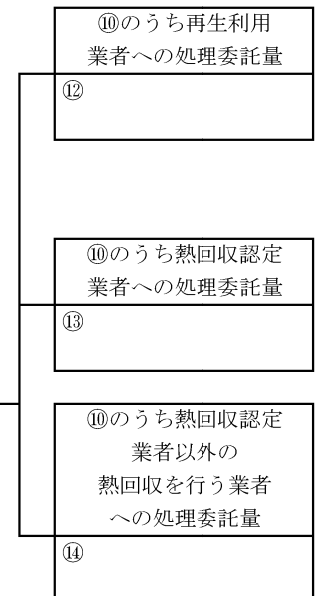 ⑩のうち再生利用
業者への処理委託量
⑫
⑩のうち熱回収認定
業者への処理委託量
⑬
⑩のうち熱回収認定
業者以外の
熱回収を行う業者
への処理委託量
⑭